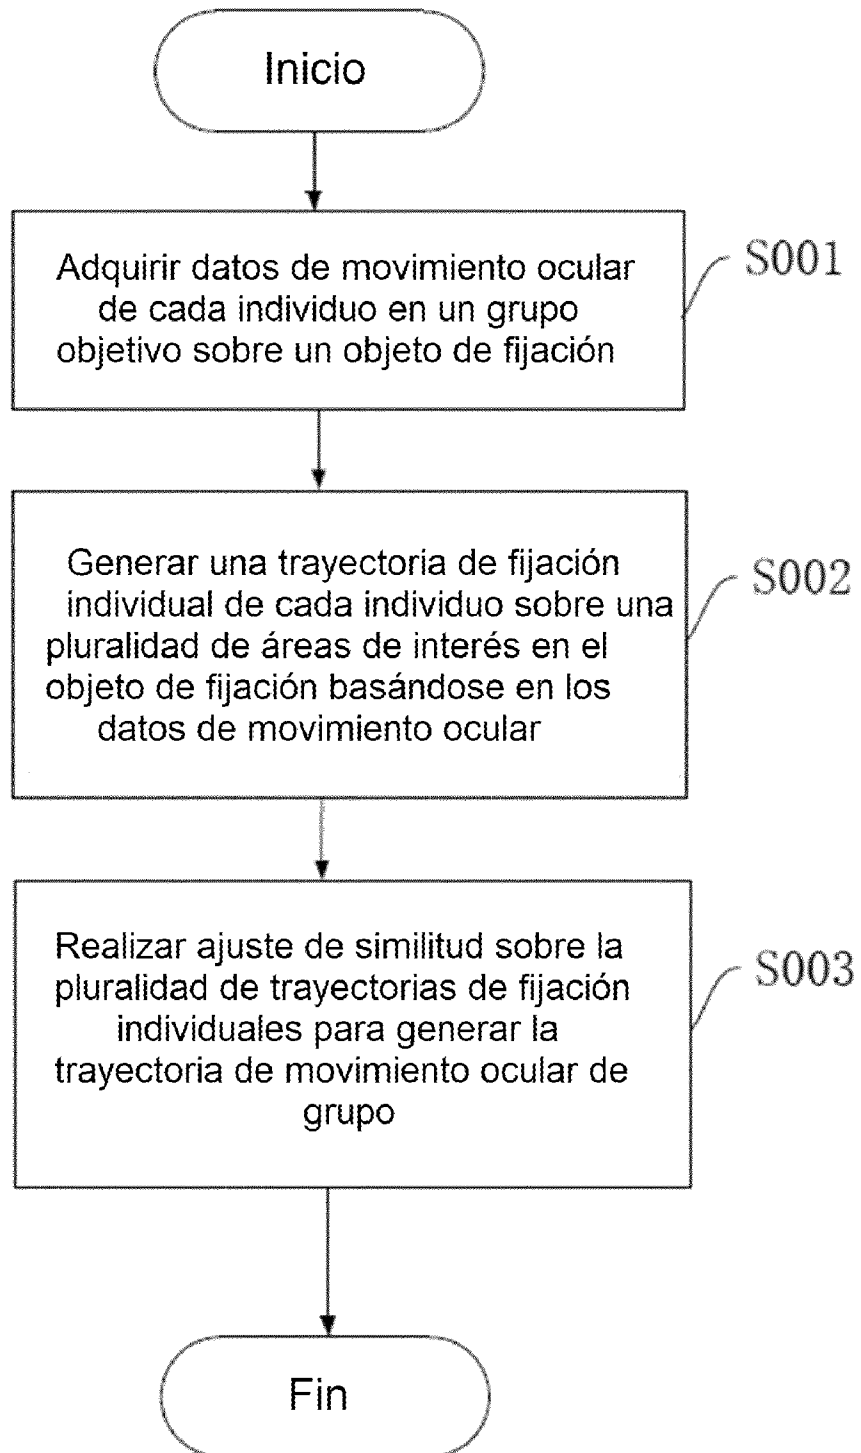 Inicio
Adquirir datos de movimiento ocular
de cada individuo en un grupo
objetivo sobre un objeto de fijación
S001
Generar una trayectoria de fijación
individual de cada individuo sobre una
pluralidad de áreas de interés en el
objeto de fijación basándose en los
datos de movimiento ocular
S002
Realizar ajuste de similitud sobre la
pluralidad de trayectorias de fijación
individuales para generar la
trayectoria de movimiento ocular de
grupo
S003
Fin